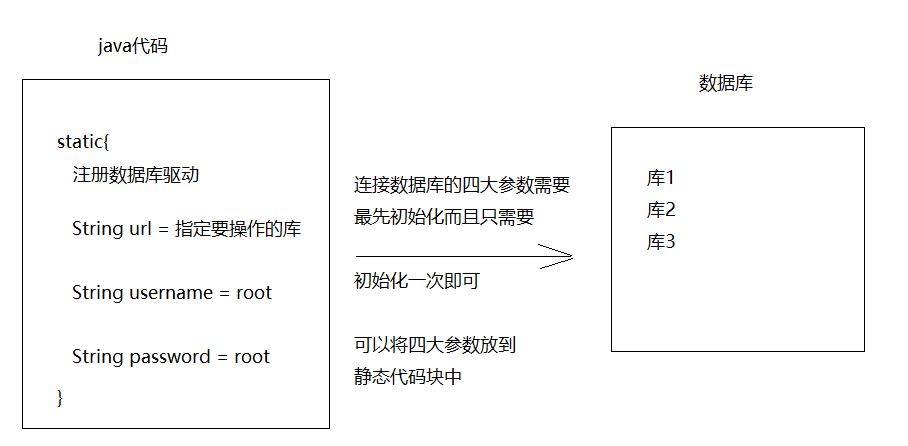 java代码
static{
注册数据库驱动
String url = 指定要操作的库
String username = root
String password = root
}
连接数据库的四大参数需要
最先初始化而且只需要
初始化一次即可
可以将四大参数放到
静态代码块中
数据库
库1
库2
库3